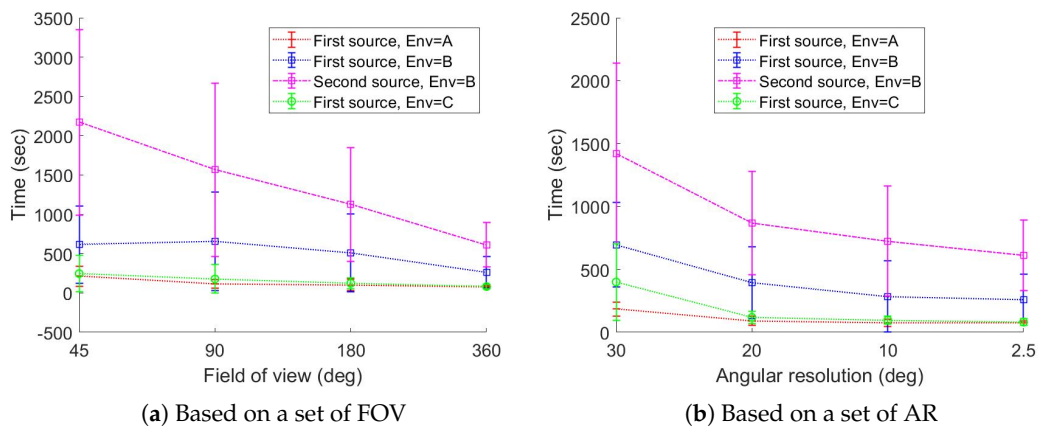 3500
3000
2500
2000
1500
1000
500
0
-500
Time (sec)
First source, Env=A
First source, Env=B
Second source, Env=B
First source, Env=C
45 90 180 360
Field of view (deg)
(a) Based on a set of FOV
2500
2000
1500
1000
500
0
Time (sec)
First source, Env=A
First source, Env=B
Second source, Env=B
First source, Env=C
30 20 10 2.5
Angular resolution (deg)
(b) Based on a set of AR